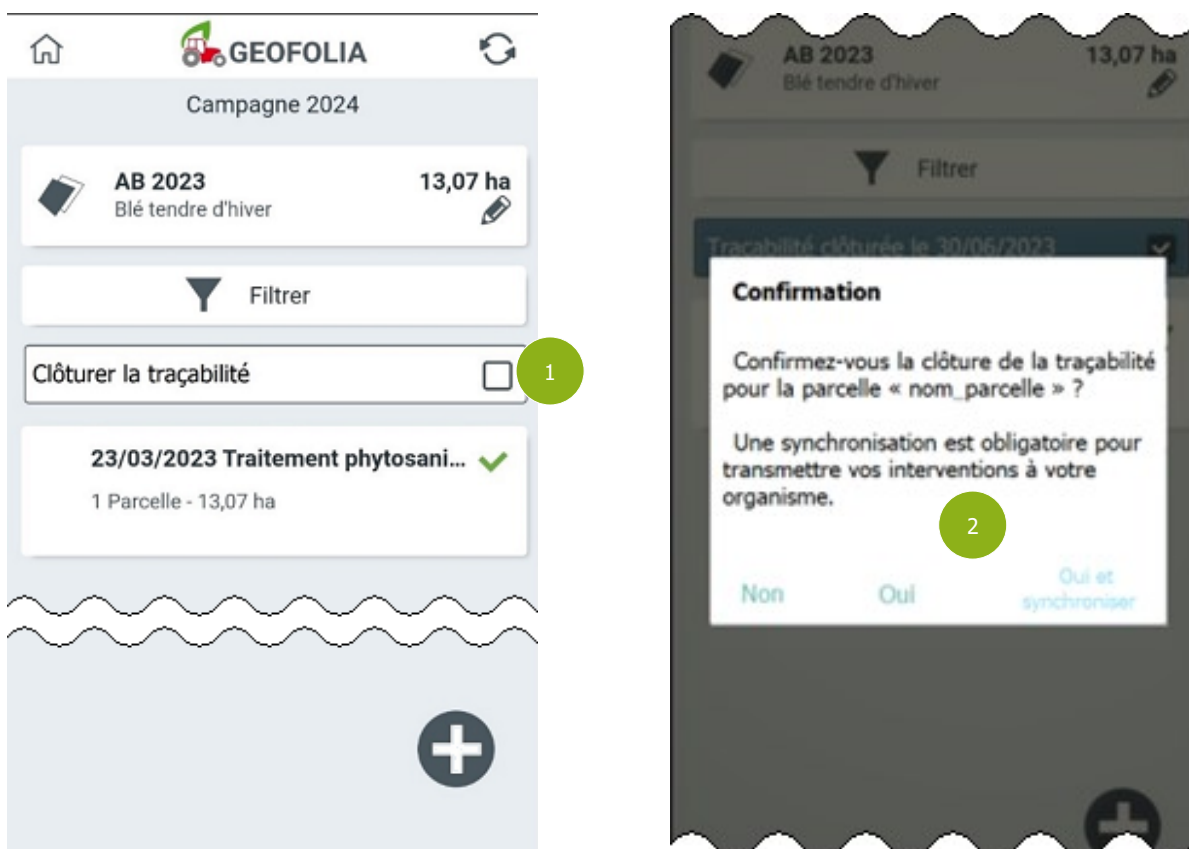 GEOFOLIA
Campagne 2024
AB 2023
13,07 ha
Blé tendre d'hiver
Filtrer
Clôturer la traçabilité
1
23/03/2023 Traitement phytosani...
1 Parcelle - 13,07 ha
AB 2023
13,07 ha
Blé tendre d'hiver
Filtrer
Traçabilité clôturée le 30/06/2023
Confirmation
Confirmez-vous la clôture de la traçabilité
pour la parcelle « nom_parcelle » ?
Une synchronisation est obligatoire pour
transmettre vos interventions à votre
organisme.
2
Non
Oui
Oui et
synchroniser